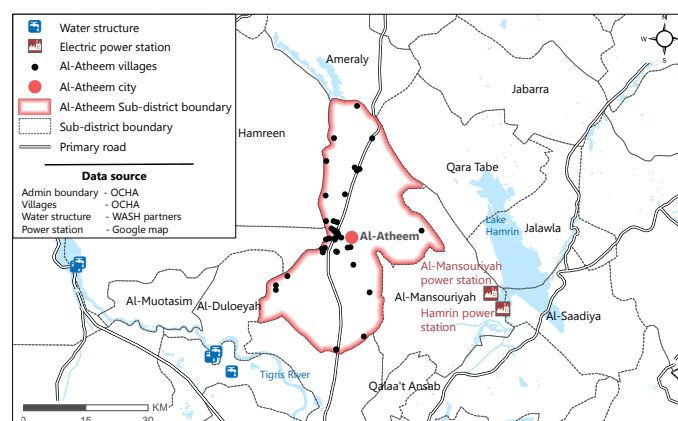 Water structure
Electric power station
Al-Atheem villages
Al-Atheem city
Al-Atheem Sub-district boundary
Sub-district boundary
Primary road
Data source
Admin boundary - OCHA
Villages - OCHA
Water structure - WASH partners
Power station - Google map
N
W
S
Ameraly
Jabarra
Hamreen
Qara Tabe
Lake
Hamrin
Jalawla
Al-Atheem
Al-Mansouriyah
power station
Al-Muotasim
Al-Duloeyah
Al-Mansouriyah
Hamrin power
station
Al-Saadiya
Tigris River
Qalaa't Ansab
0 15 30 KM